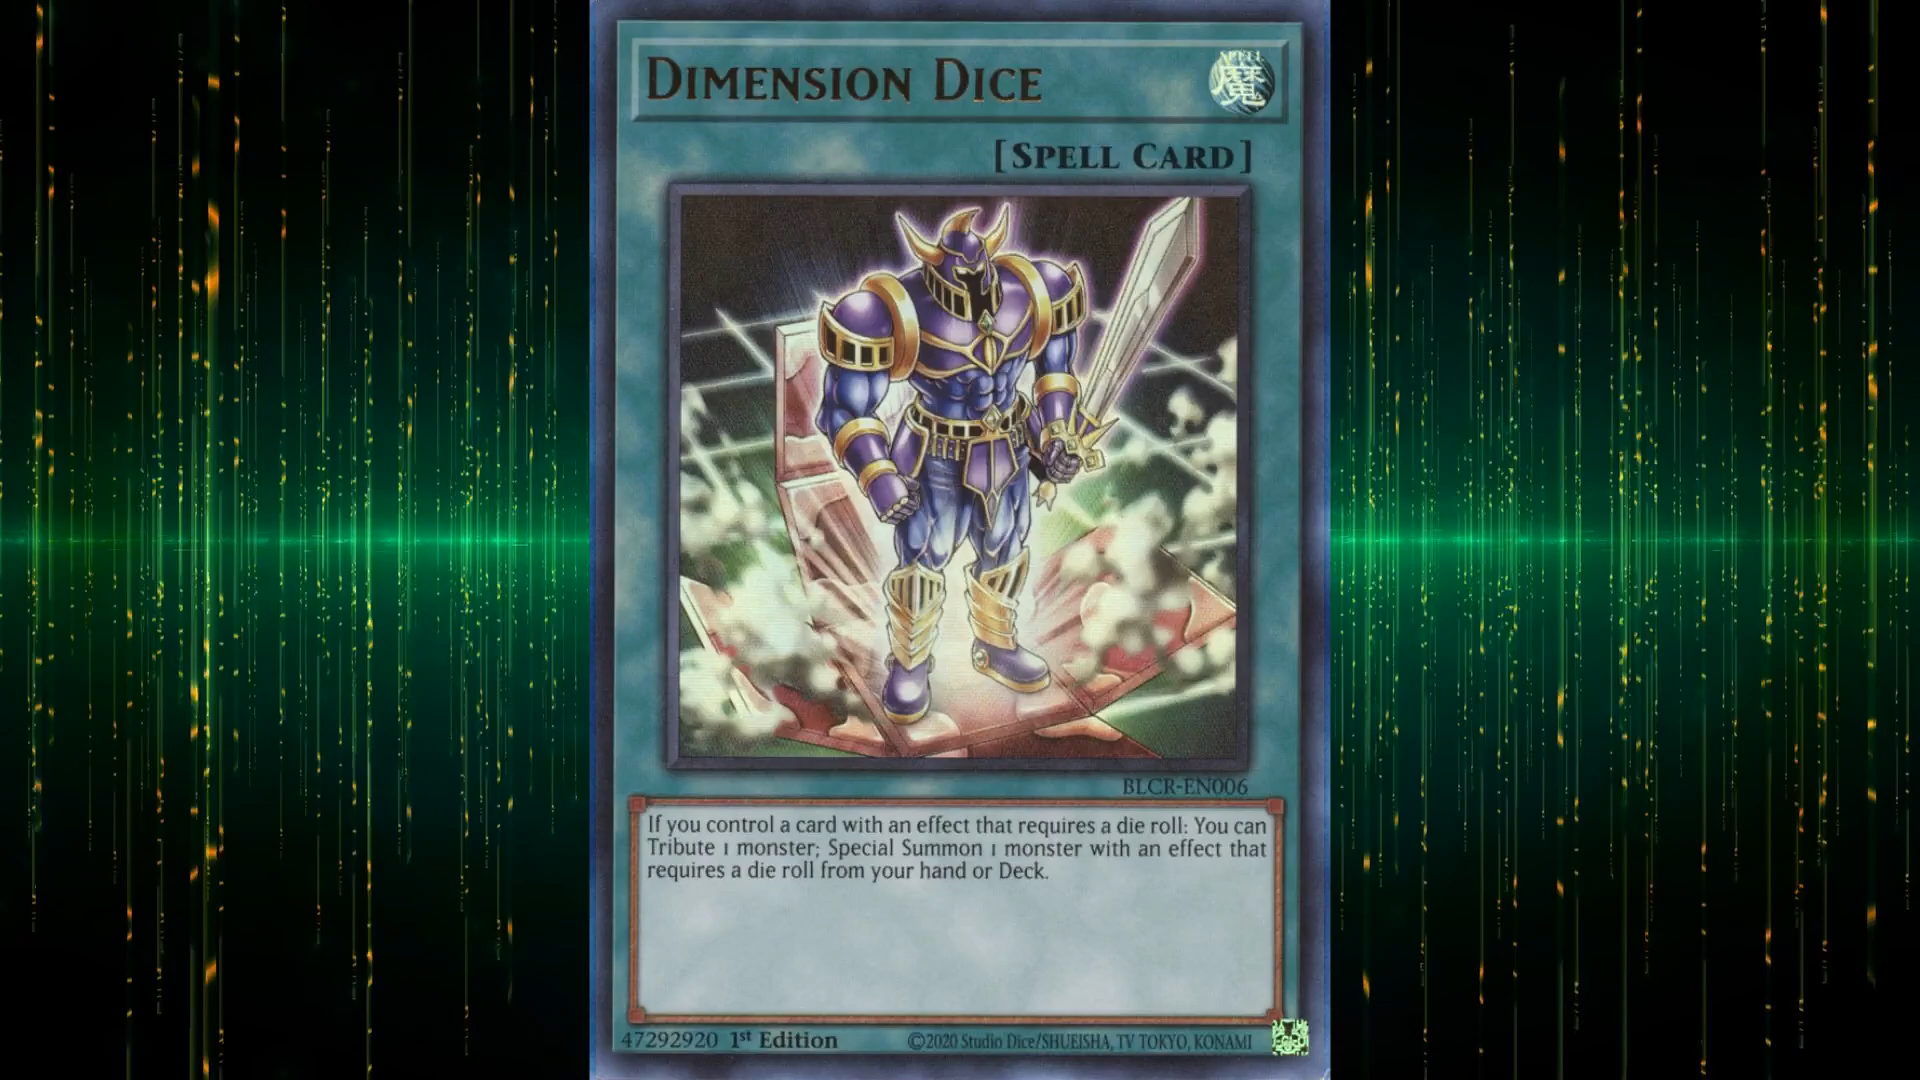 DIMENSION DICE
SPELL
魔
[SPELL CARD]
BLCR-EN006
If you control a card with an effect that requires a die roll: You can
Tribute 1 monster; Special Summon 1 monster with an effect that
requires a die roll from your hand or Deck.
47292920 1st Edition ©2020 Studio Dice/SHUEISHA, TV TOKYO, KONAMI